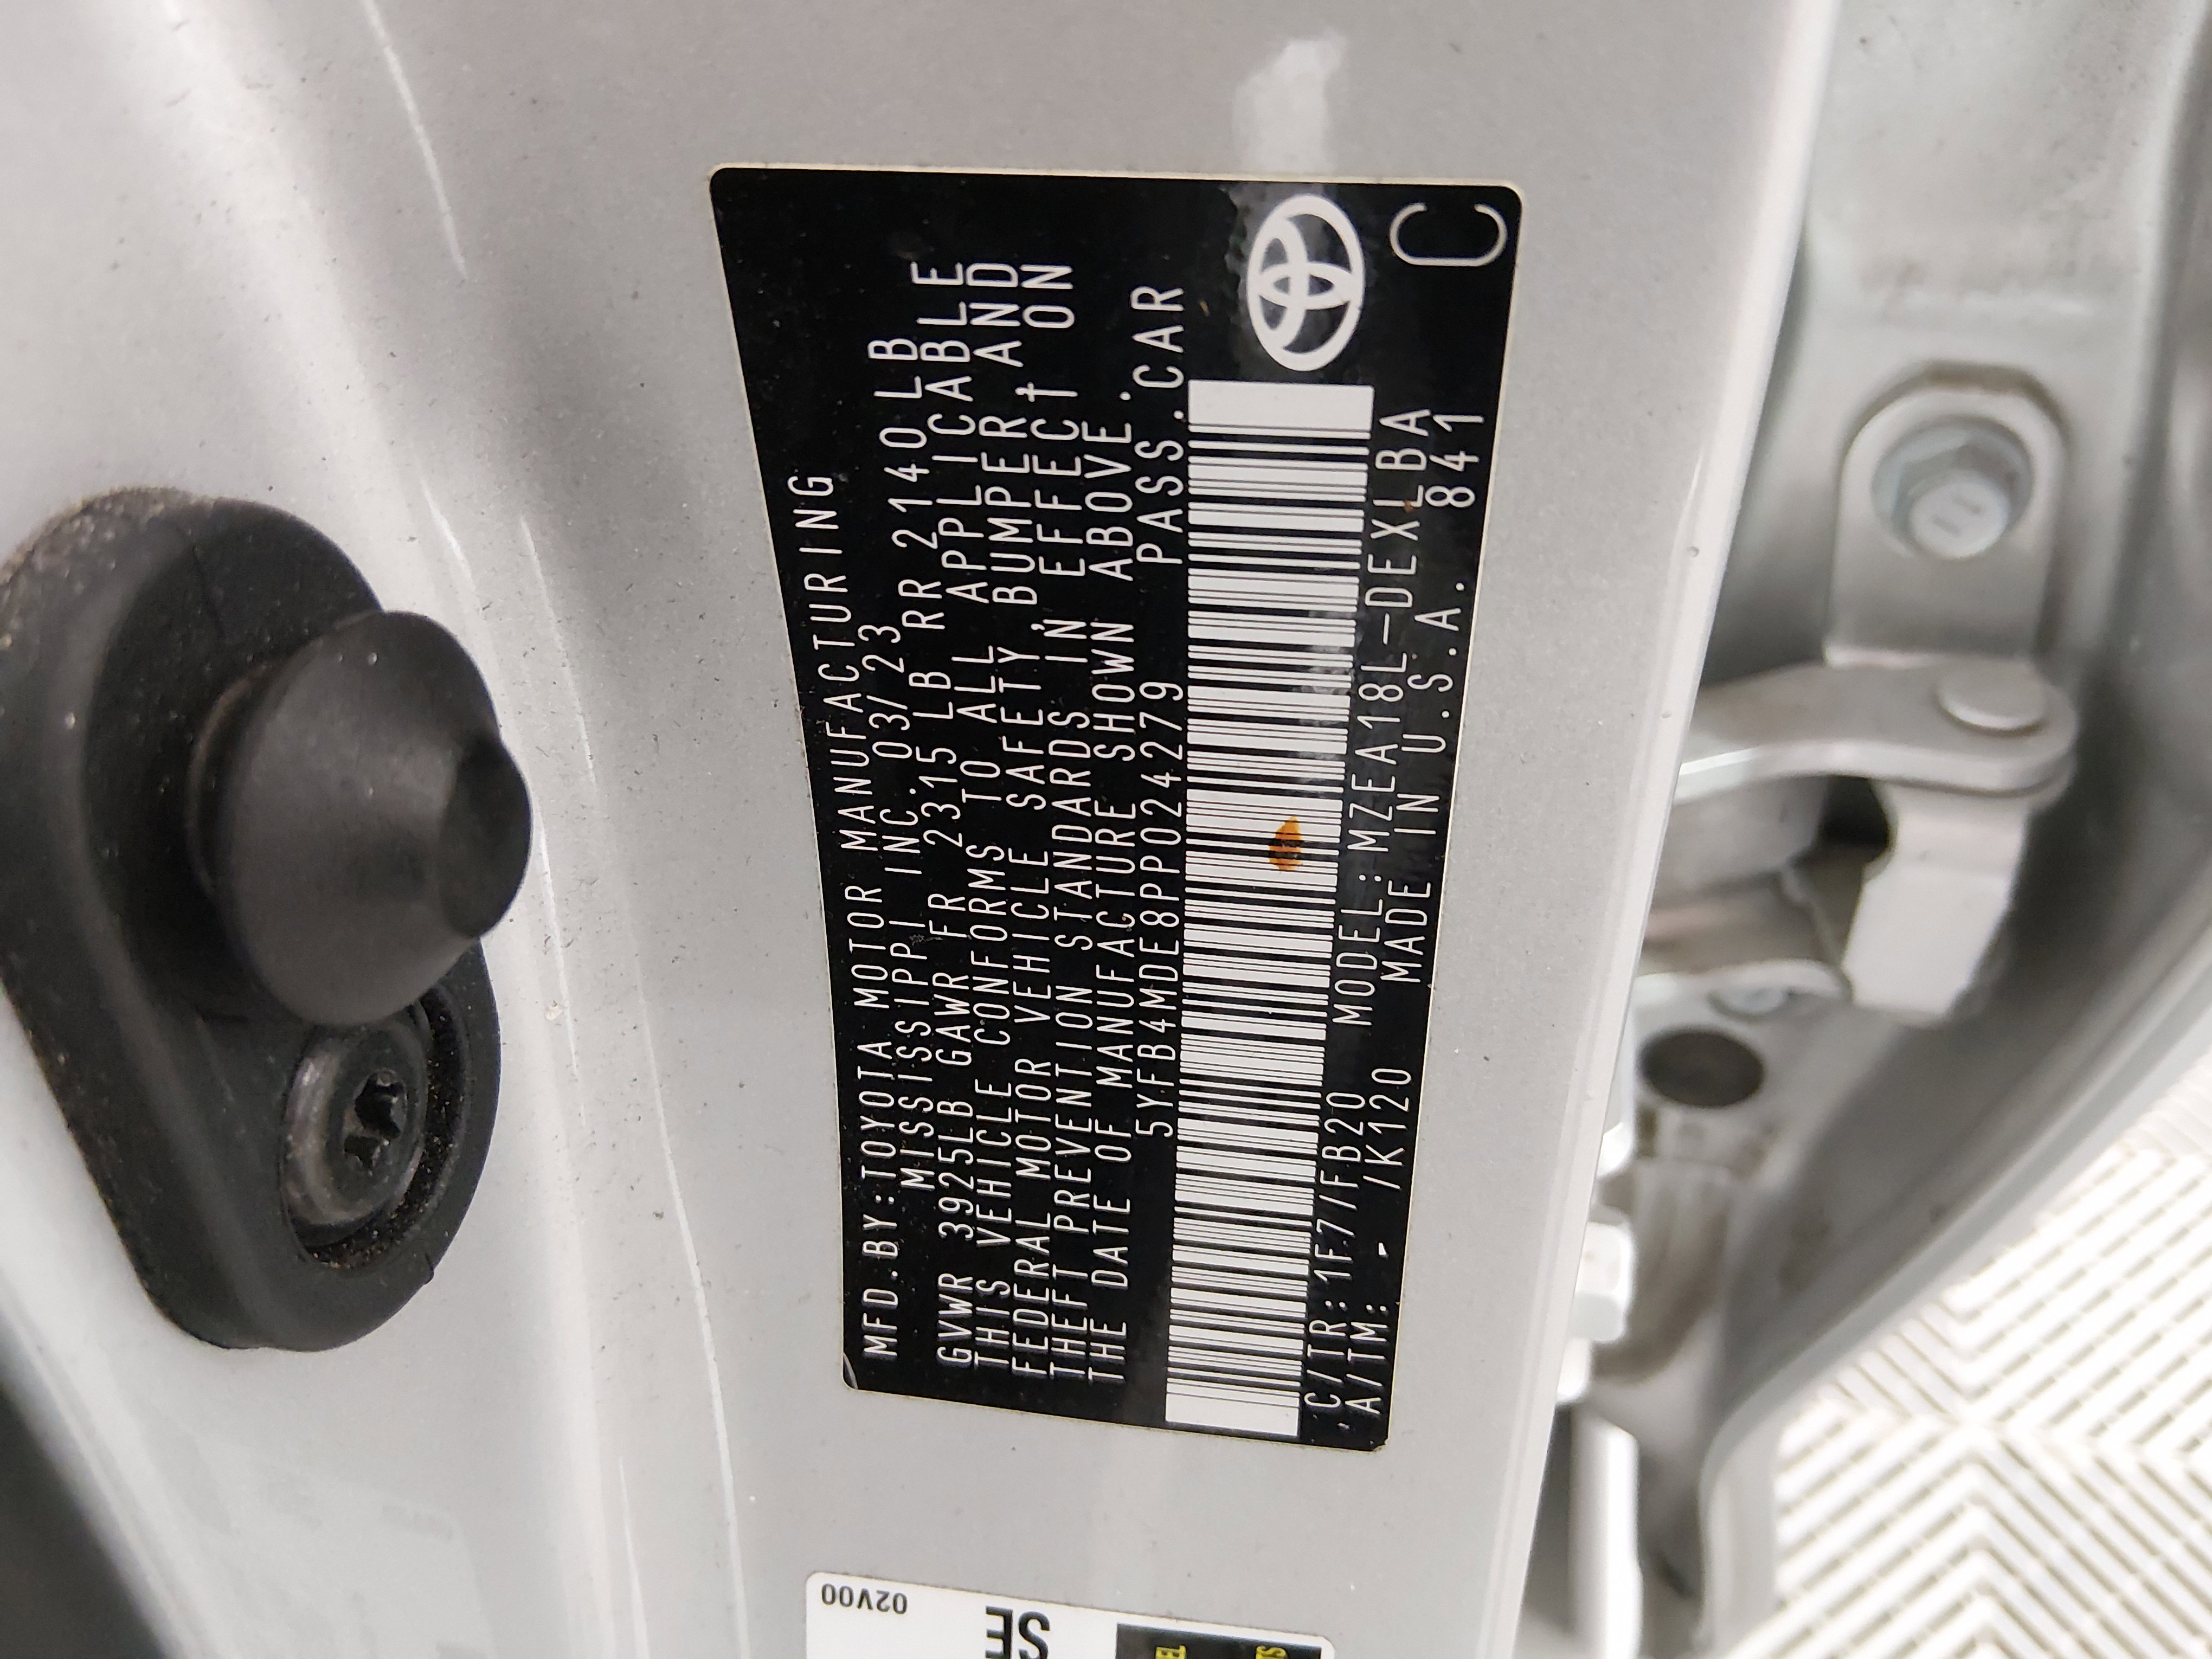 MFD.BY:TOYOTA MOTOR MANUFACTURING
MISSISSIPPI INC.03/23
GVWR 3925LB GAWR FR 2315 LB RR 2140 LB
THIS VEHICLE CONFORMS TO ALL APPLICABLE
FEDERAL MOTOR VEHICLE SAFETY, BUMPER, AND
THEFT PREVENTION STANDARDS IN EFFECT ON
THE DATE OF MANUFACTURE SHOWN ABOVE.
5YFB4MDE8PP024279 PASS.CAR
C/TR:1F7/FB20 MODEL:MZEA18L-DEXLBA
A/TM: - /K120 MADE IN U.S.A. 841
C
02V00
SE